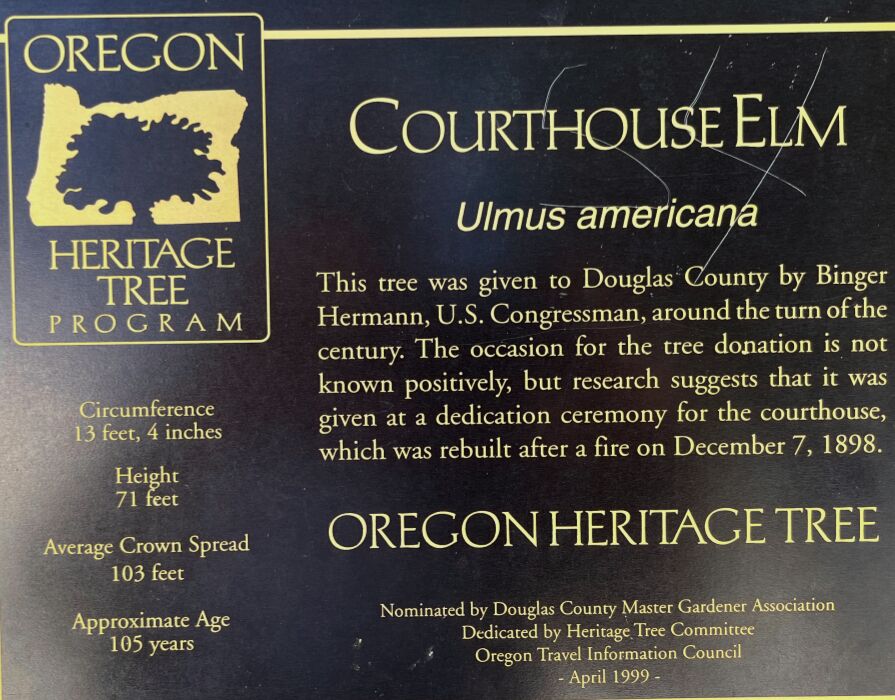 OREGON
HERITAGE
TREE
PROGRAM
Circumference
13 feet, 4 inches
Height
71 feet
Average Crown Spread
103 feet
Approximate Age
105 years
COURTHOUSE ELM
Ulmus americana
This tree was given to Douglas County by Binger
Hermann, U.S. Congressman, around the turn of the
century. The occasion for the tree donation is not
known positively, but research suggests that it was
given at a dedication ceremony for the courthouse,
which was rebuilt after a fire on December 7, 1898.
OREGON HERITAGE TREE
Nominated by Douglas County Master Gardener Association
Dedicated by Heritage Tree Committee
Oregon Travel Information Council
- April 1999 -